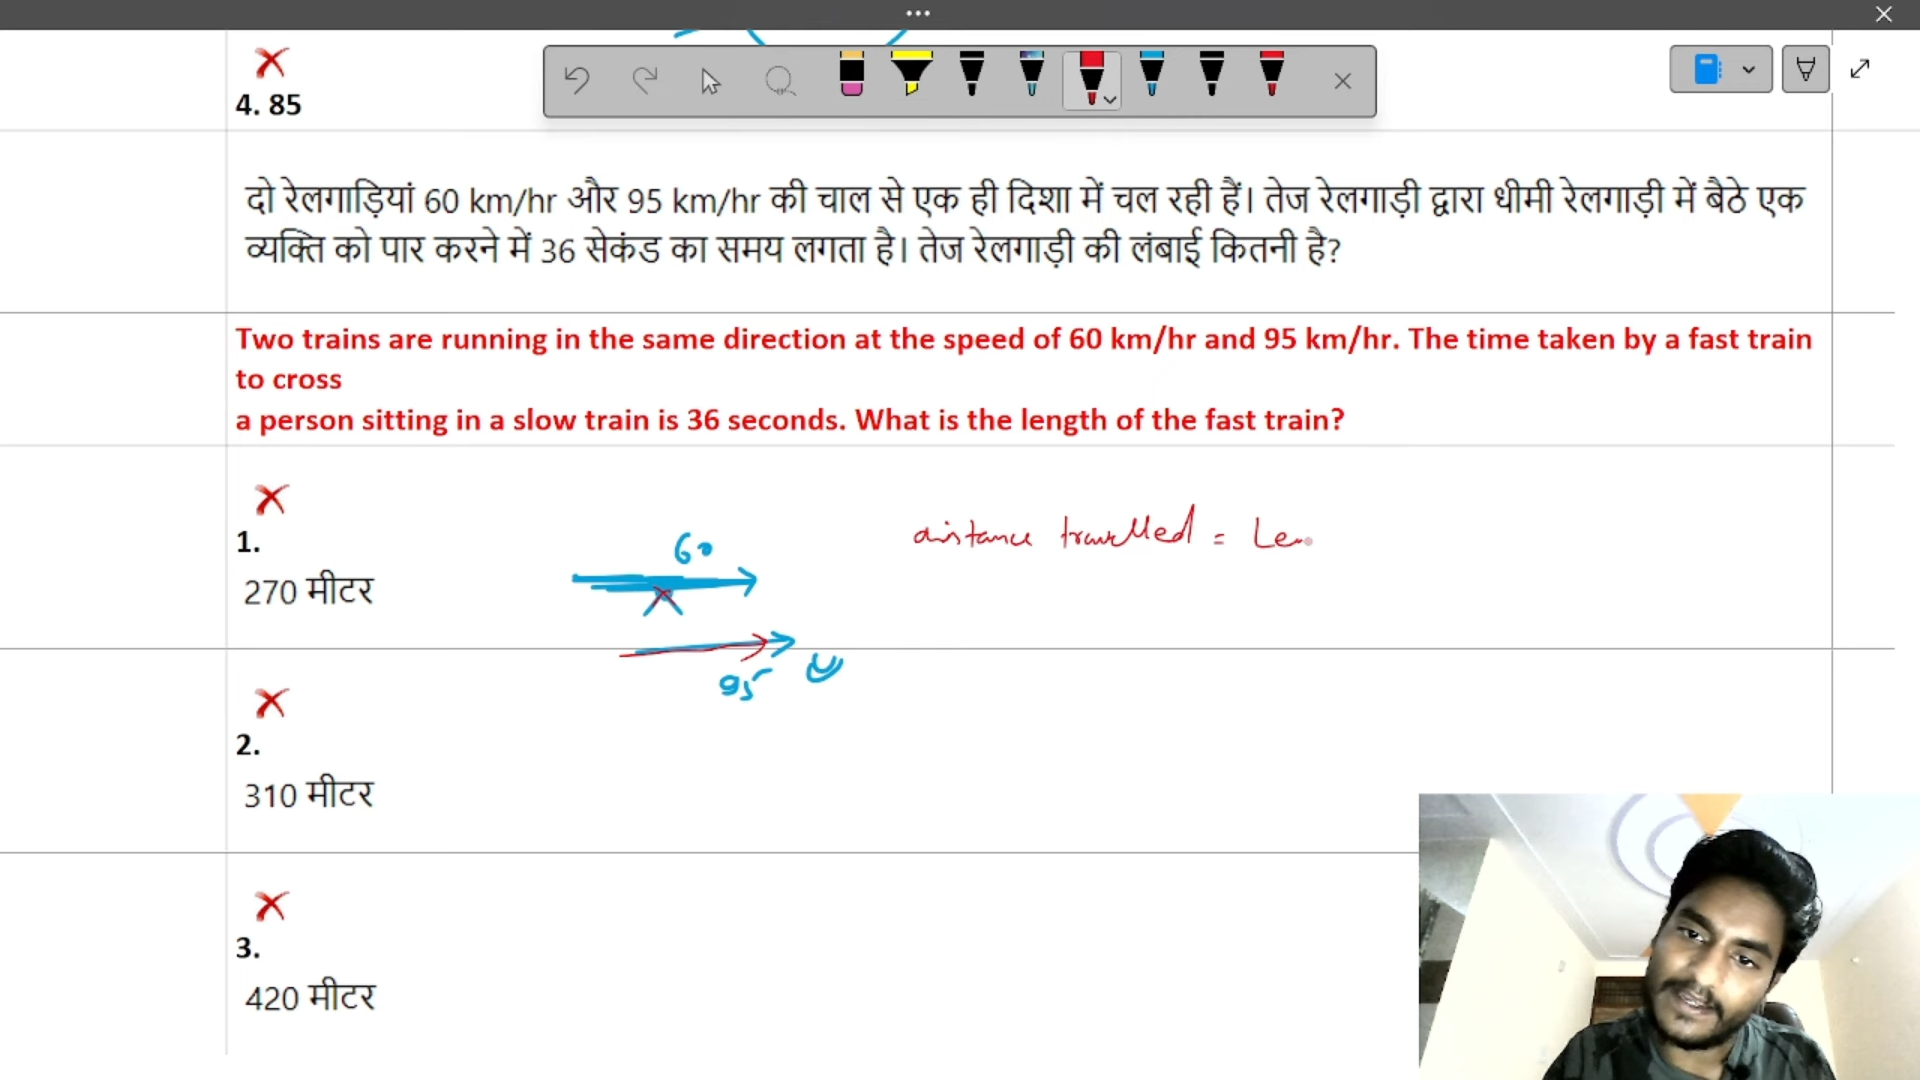 4. 85
दो रेलगाड़ियां 60 km/hr और 95 km/hr की चाल से एक ही दिशा में चल रही हैं। तेज रेलगाड़ी द्वारा धीमी रेलगाड़ी में बैठे एक
व्यक्ति को पार करने में 36 सेकंड का समय लगता है। तेज रेलगाड़ी की लंबाई कितनी है?
Two trains are running in the same direction at the speed of 60 km/hr and 95 km/hr. The time taken by a fast train
to cross
a person sitting in a slow train is 36 seconds. What is the length of the fast train?
distance travelled = Len
1.
60
270 मीटर
95
2.
310 मीटर
3.
420 मीटर